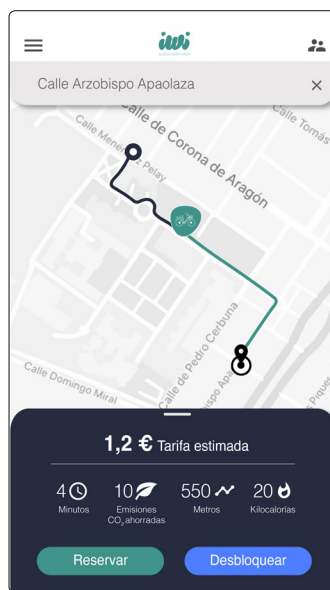 iwi
Calle Arzobispo Apaolaza
Calle Tomás
Calle de Corona de Aragón
Calle Menéndez Pelay
Calle de Pedro Cerbuna
Calle Domingo Miral
ispo Apa
s Pique
1,2 € Tarifa estimada
4 10 550 20
Minutos Emisiones Metros Kilocalorías
CO₂ ahorradas
Reservar Desbloquear